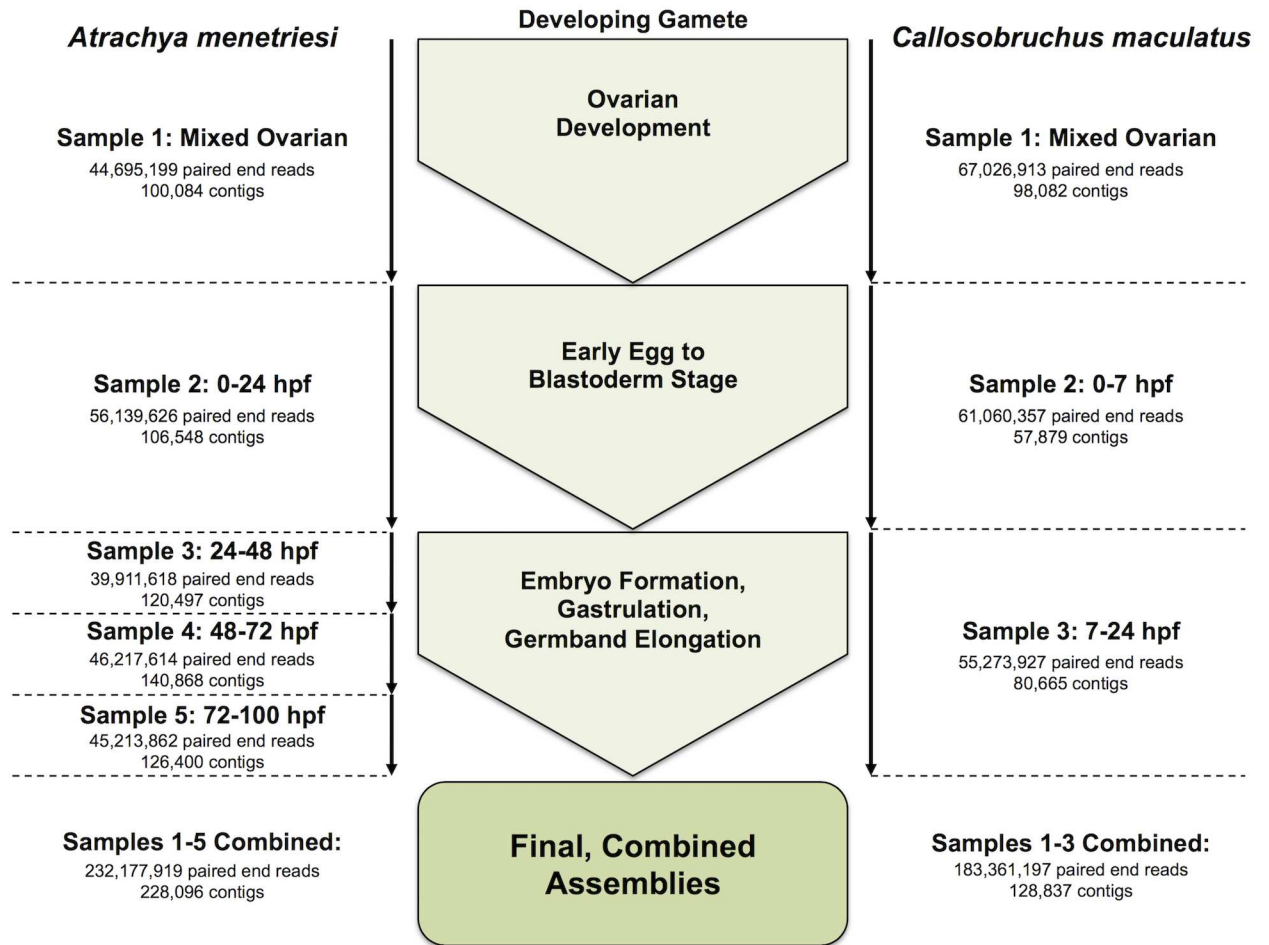 Developing Gamete
Atrachya menetriesi
Callosobruchus maculatus
Ovarian
Development
Sample 1: Mixed Ovarian
44,695,199 paired end reads
100,084 contigs
Sample 1: Mixed Ovarian
67,026,913 paired end reads
98,082 contigs
Early Egg to
Blastoderm Stage
Sample 2: 0-24 hpf
56,139,626 paired end reads
106,548 contigs
Sample 2: 0-7 hpf
61,060,357 paired end reads
57,879 contigs
Sample 3: 24-48 hpf
39,911,618 paired end reads
120,497 contigs
Sample 4: 48-72 hpf
46,217,614 paired end reads
140,868 contigs
Sample 5: 72-100 hpf
45,213,862 paired end reads
126,400 contigs
Embryo Formation,
Gastrulation,
Germband Elongation
Sample 3: 7-24 hpf
55,273,927 paired end reads
80,665 contigs
Samples 1-5 Combined:
232,177,919 paired end reads
228,096 contigs
Final, Combined
Assemblies
Samples 1-3 Combined:
183,361,197 paired end reads
128,837 contigs